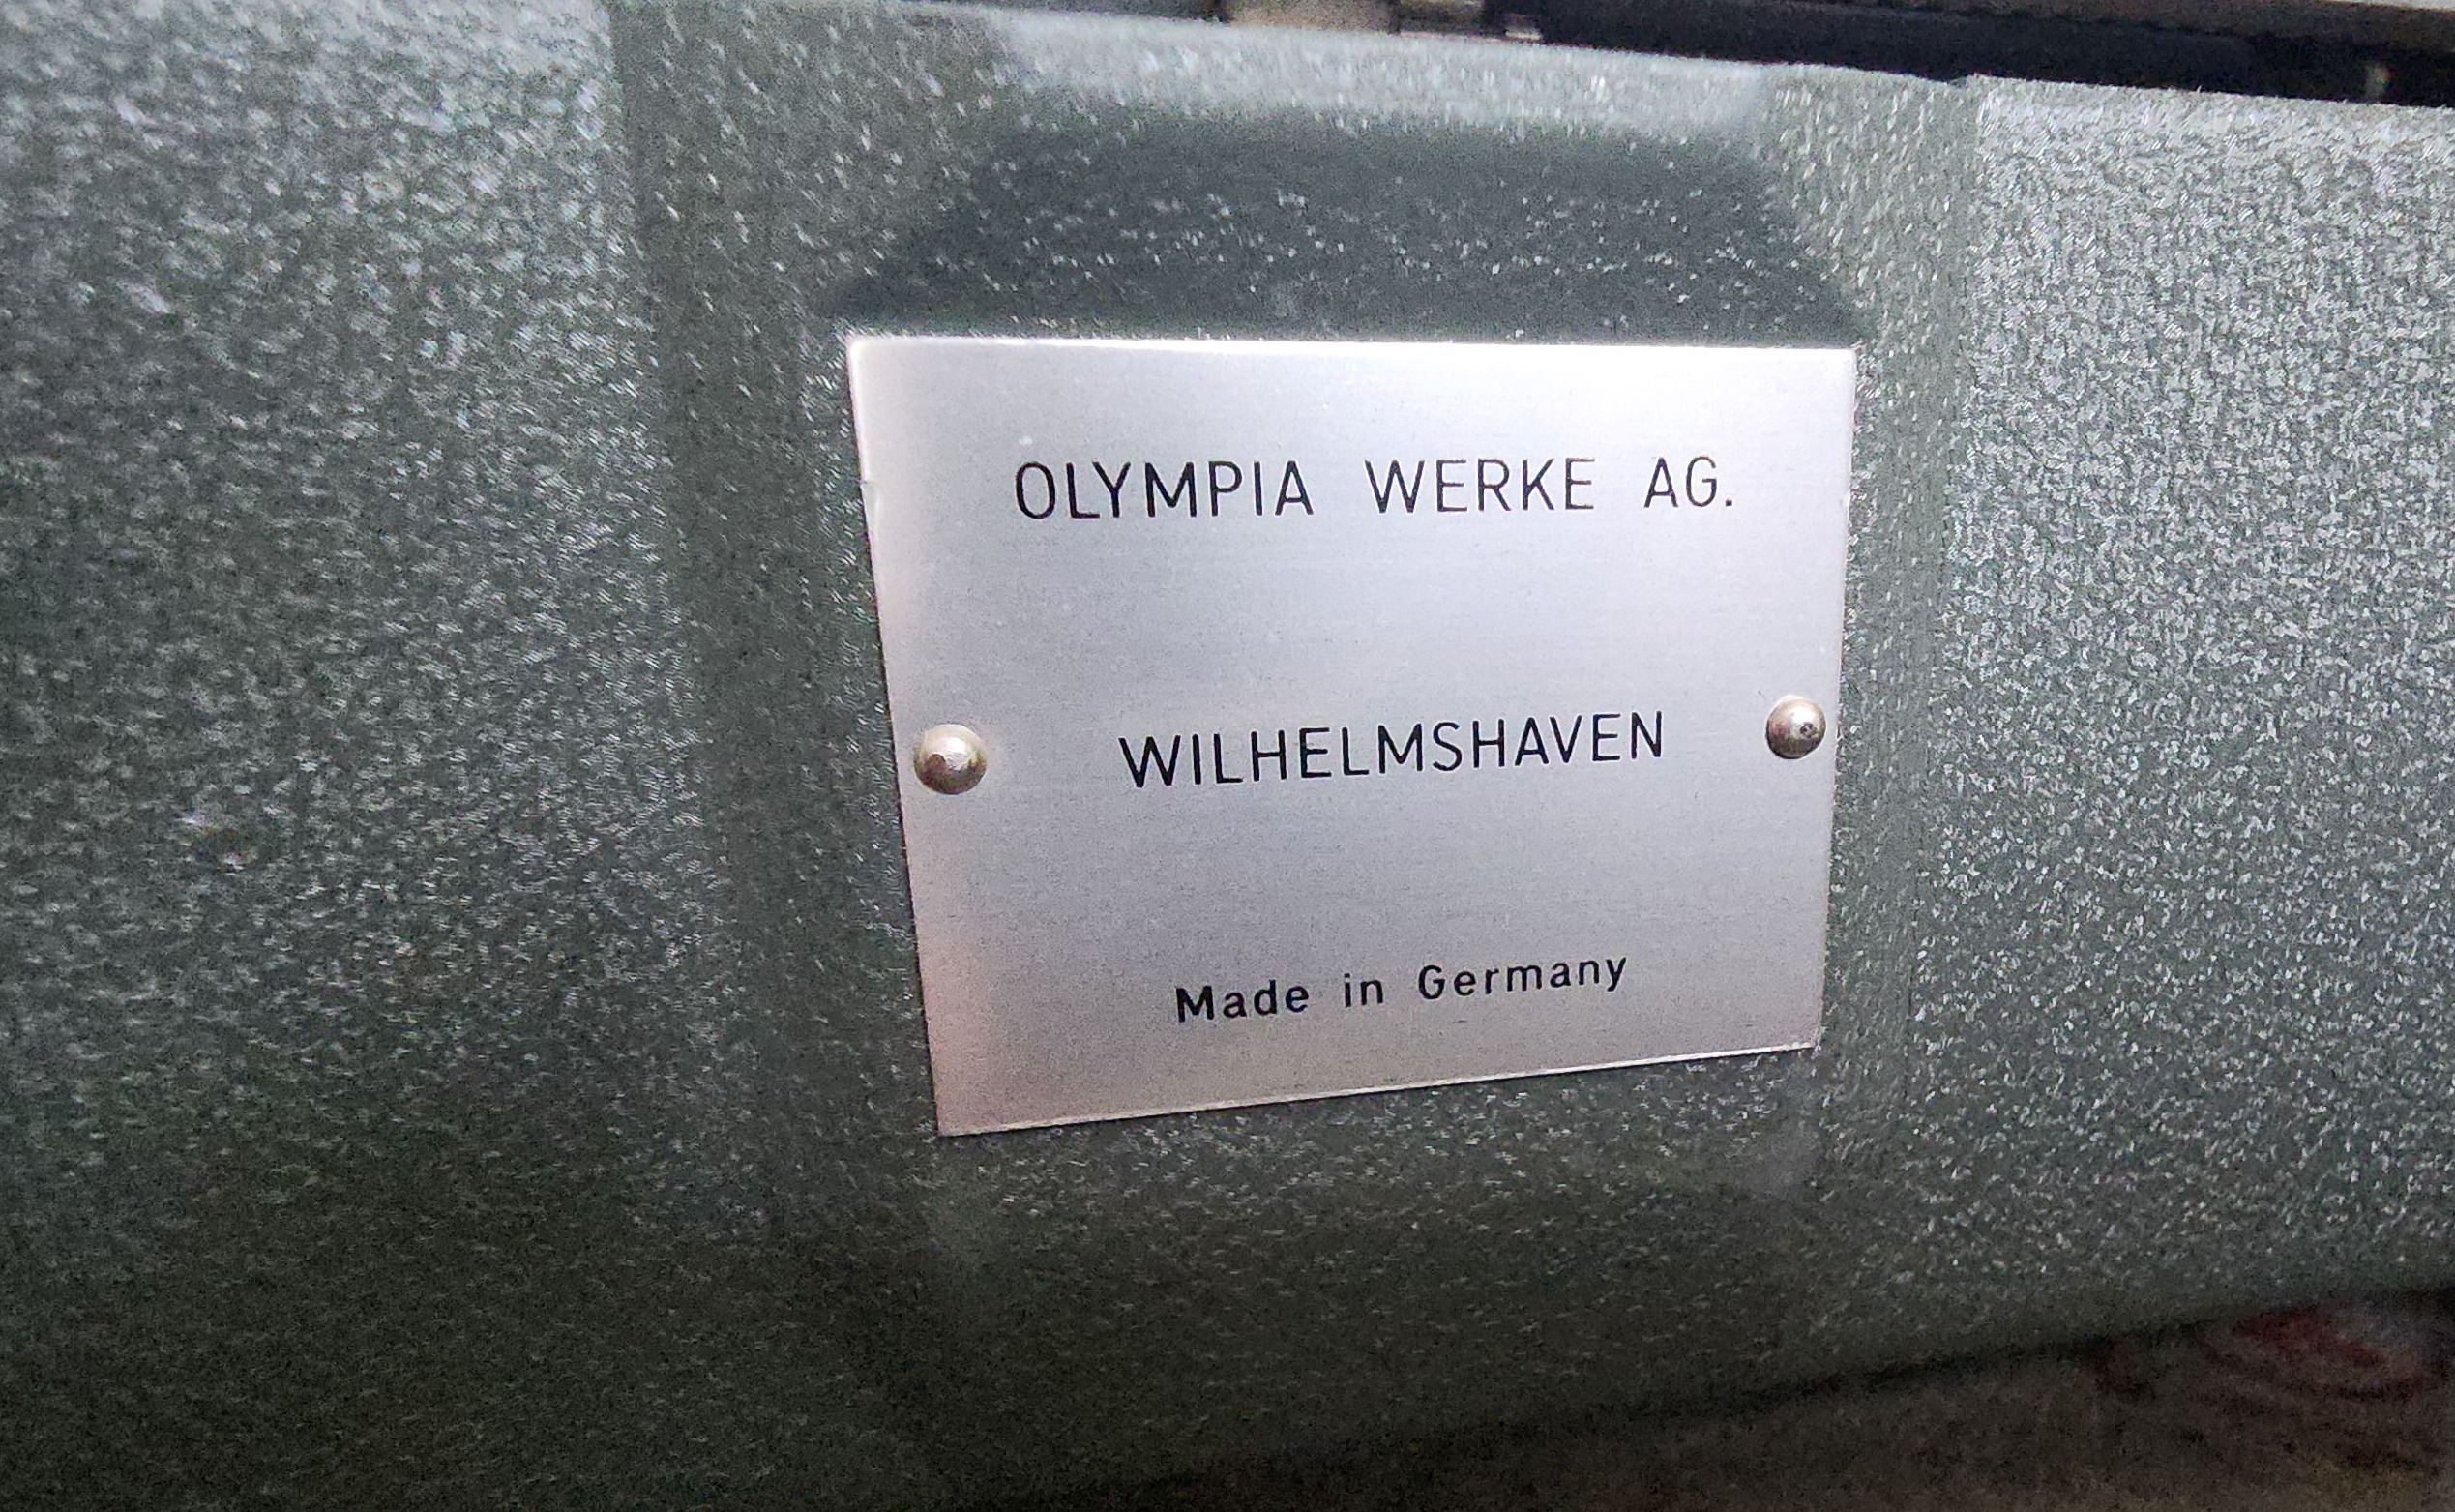 OLYMPIA WERKE AG.
WILHELMSHAVEN
Made in Germany